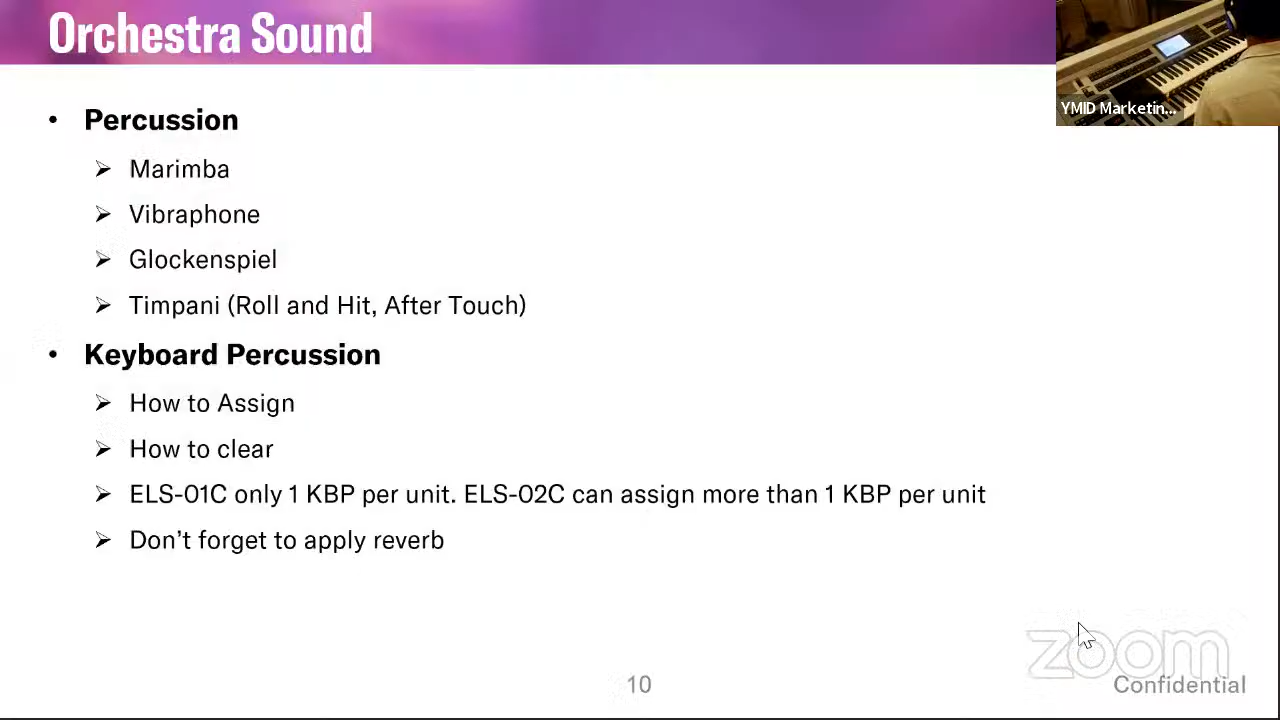 Orchestra Sound
YMID Marketin...
• Percussion
➢ Marimba
➢ Vibraphone
➢ Glockenspiel
➢ Timpani (Roll and Hit, After Touch)
• Keyboard Percussion
➢ How to Assign
➢ How to clear
➢ ELS-01C only 1 KBP per unit. ELS-02C can assign more than 1 KBP per unit
➢ Don’t forget to apply reverb
zoom
10
Confidential